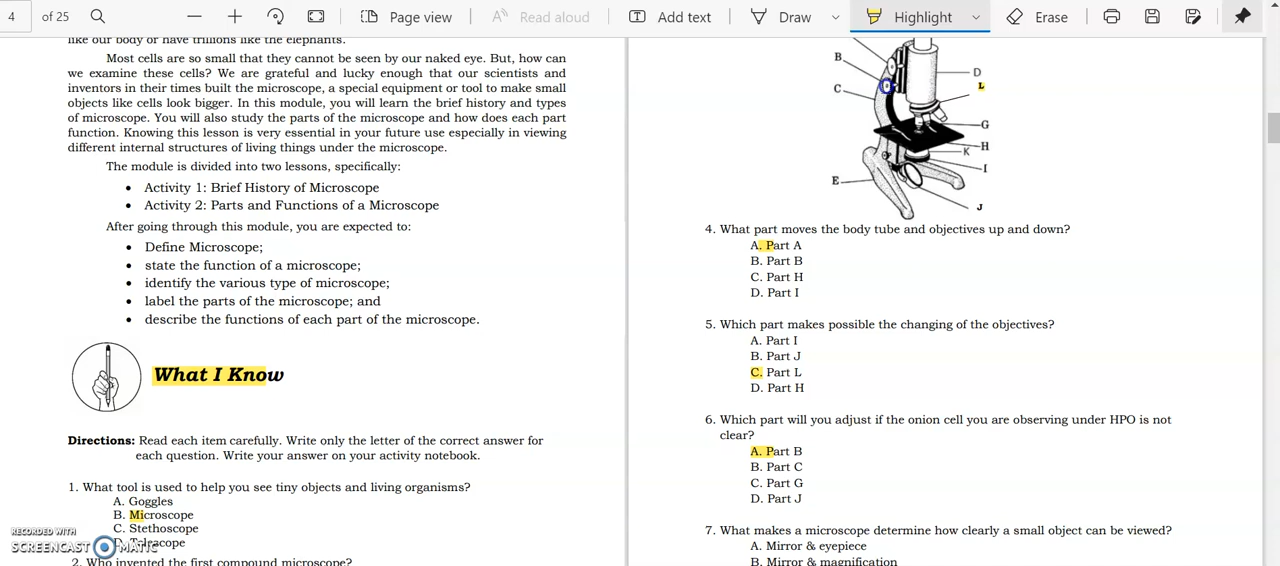 4 of 25 Page view Read aloud Add text Draw Highlight Erase
like our body or have trillions like the elephants.
Most cells are so small that they cannot be seen by our naked eye. But, how can
we examine these cells? We are grateful and lucky enough that our scientists and
inventors in their times built the microscope, a special equipment or tool to make small
objects like cells look bigger. In this module, you will learn the brief history and types
of microscope. You will also study the parts of the microscope and how does each part
function. Knowing this lesson is very essential in your future use especially in viewing
different internal structures of living things under the microscope.
The module is divided into two lessons, specifically:
• Activity 1: Brief History of Microscope
• Activity 2: Parts and Functions of a Microscope
After going through this module, you are expected to:
• Define Microscope;
• state the function of a microscope;
• identify the various type of microscope;
• label the parts of the microscope; and
• describe the functions of each part of the microscope.
What I Know
Directions: Read each item carefully. Write only the letter of the correct answer for
each question. Write your answer on your activity notebook.
1. What tool is used to help you see tiny objects and living organisms?
A. Goggles
B. Microscope
C. Stethoscope
D. Telescope
2. Who invented the first compound microscope?
B
C
D
L
G
H
K
I
E
J
4. What part moves the body tube and objectives up and down?
A. Part A
B. Part B
C. Part H
D. Part I
5. Which part makes possible the changing of the objectives?
A. Part I
B. Part J
C. Part L
D. Part H
6. Which part will you adjust if the onion cell you are observing under HPO is not
clear?
A. Part B
B. Part C
C. Part G
D. Part J
7. What makes a microscope determine how clearly a small object can be viewed?
A. Mirror & eyepiece
B. Mirror & magnification
RECORDED WITH
SCREENCAST MATIC